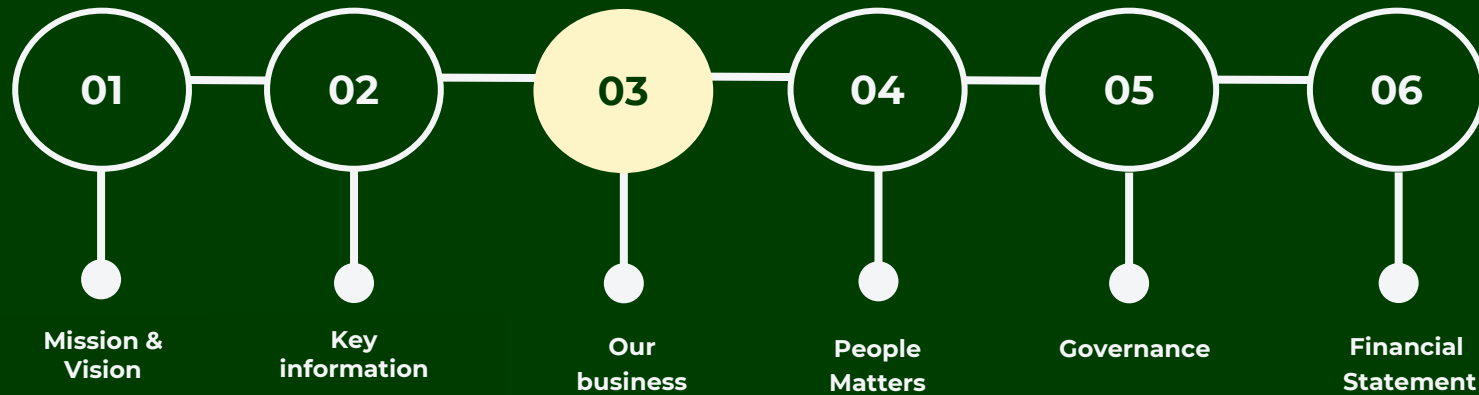 01
02
03
04
05
06
Mission &
Vision
Key
information
Our
business
People
Matters
Governance
Financial
Statement